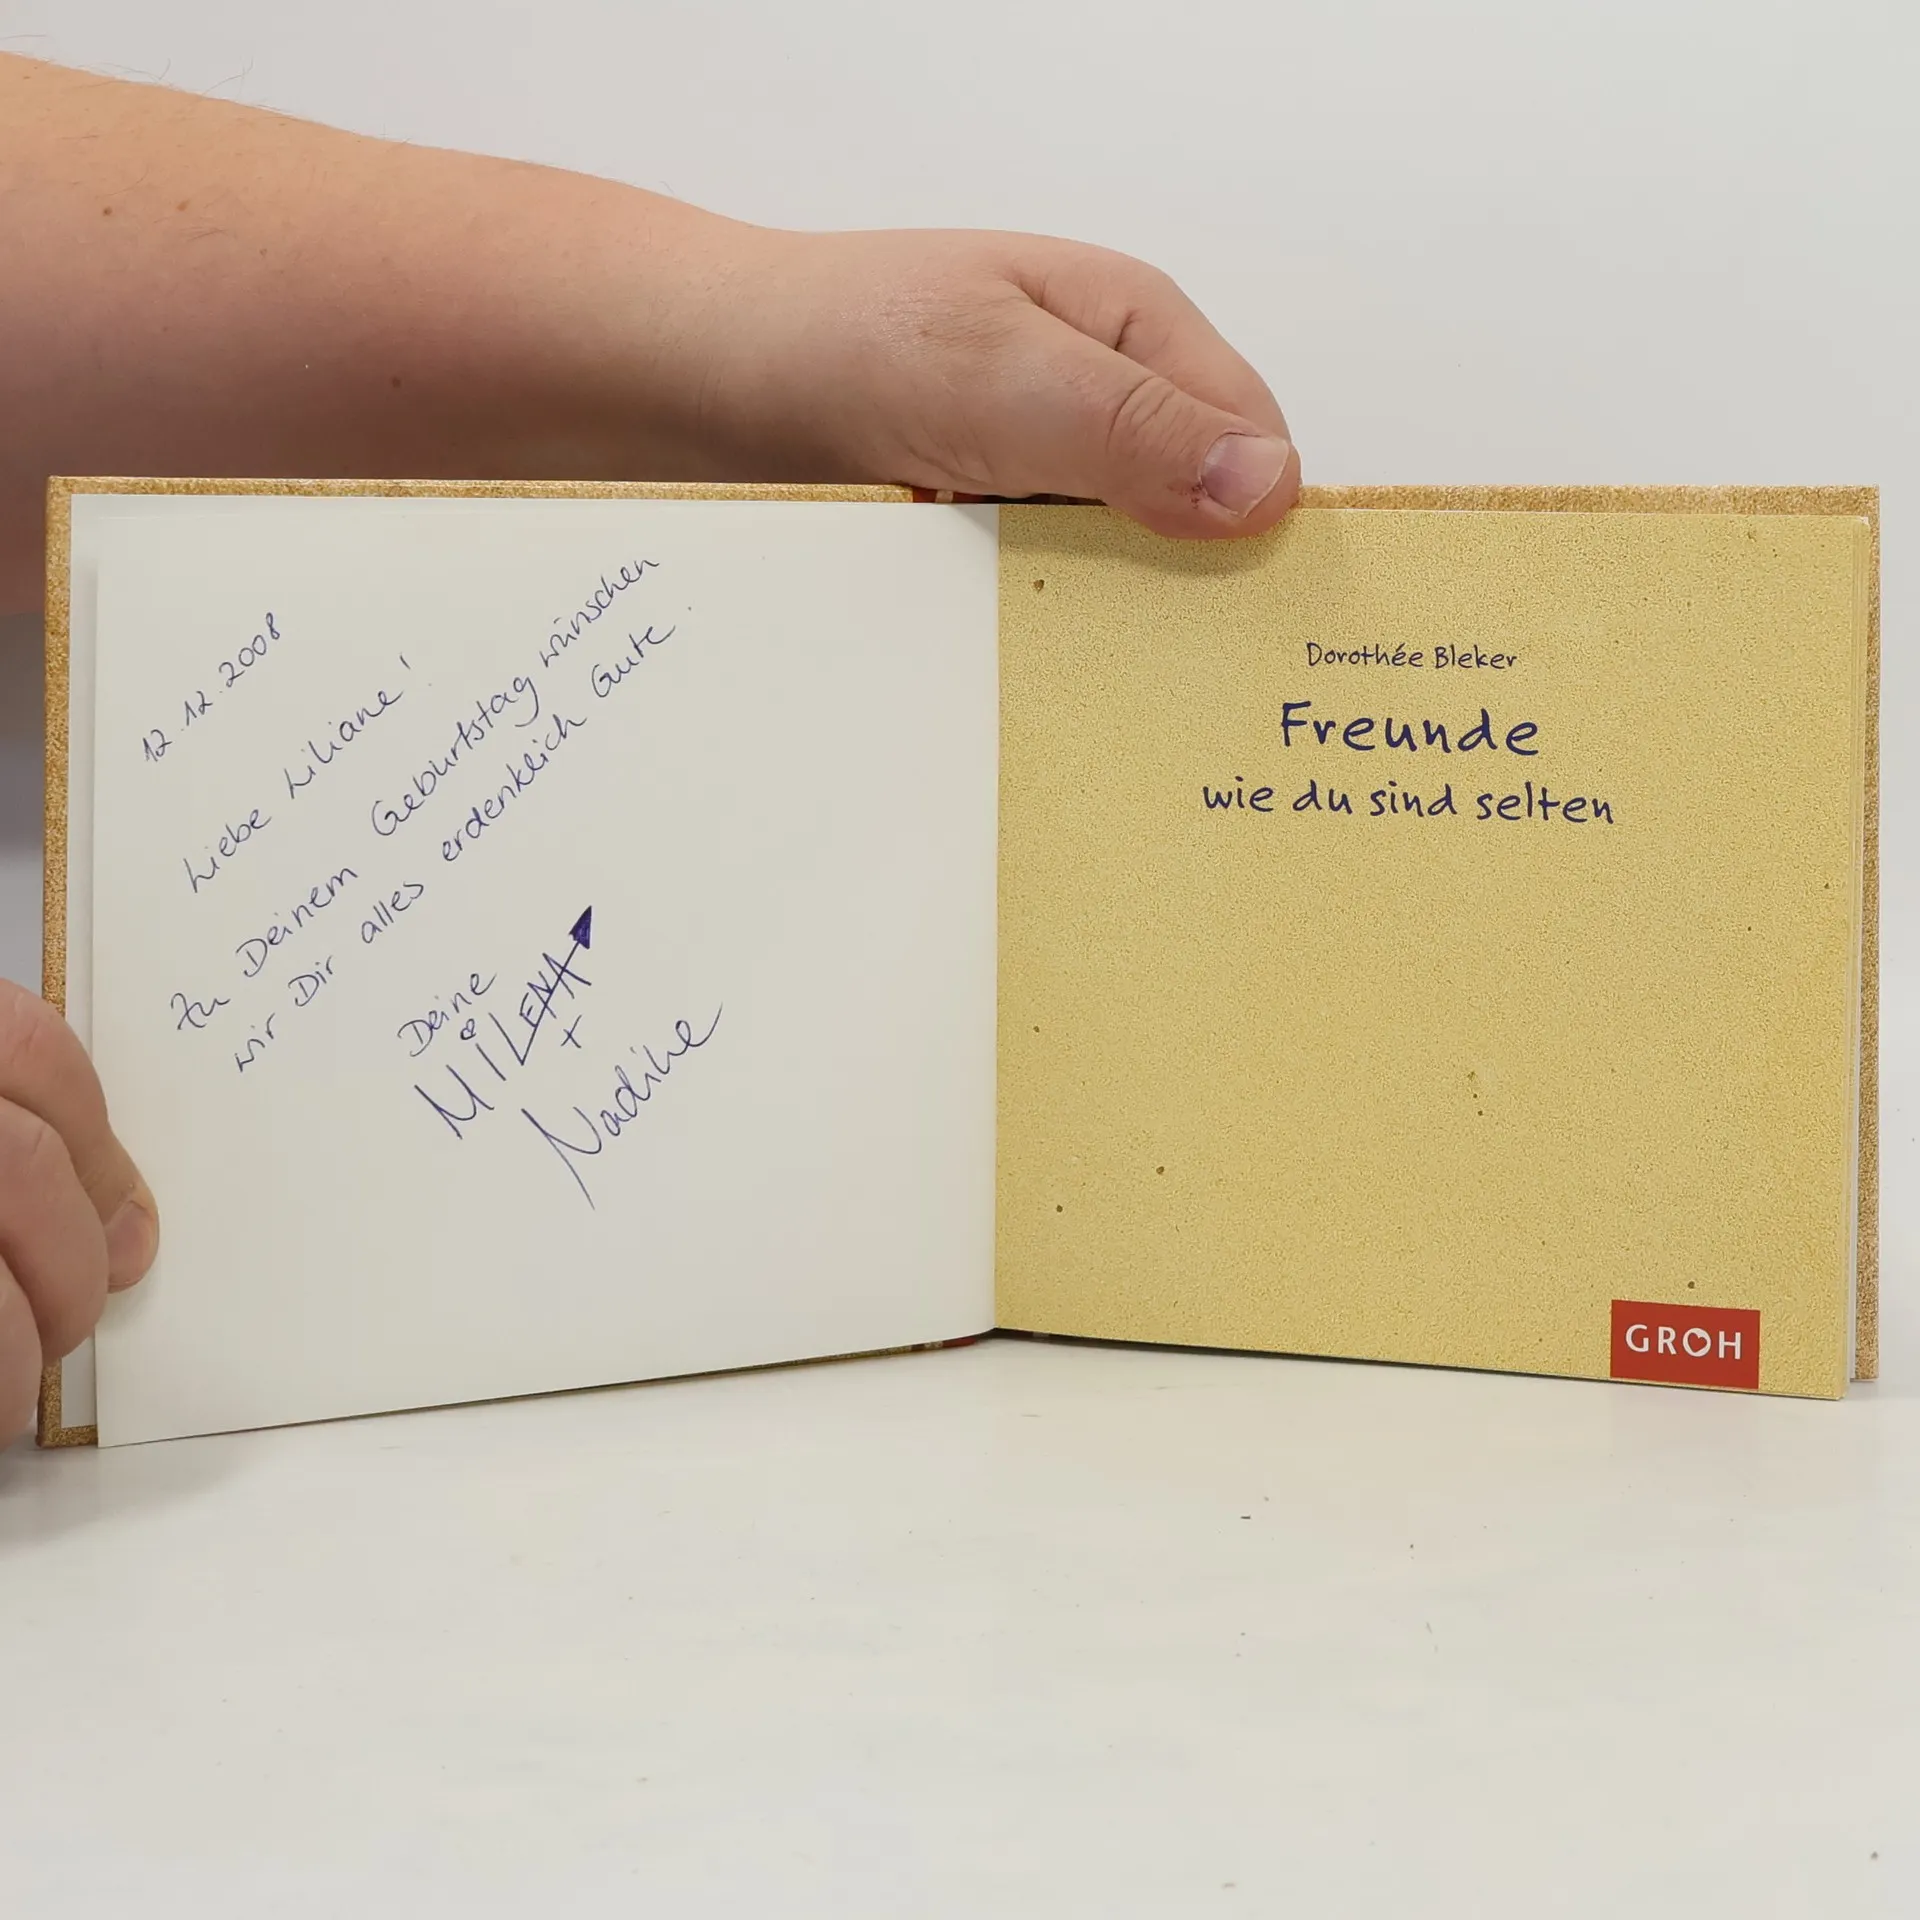 12.12.2008
Liebe Liliane!
Zu Deinem Geburtstag wünschen
wir Dir alles erdenklich Gute.
Deine
MiLENA
+
Nadine
Dorothée Bleker
Freunde
wie du sind selten
GROH